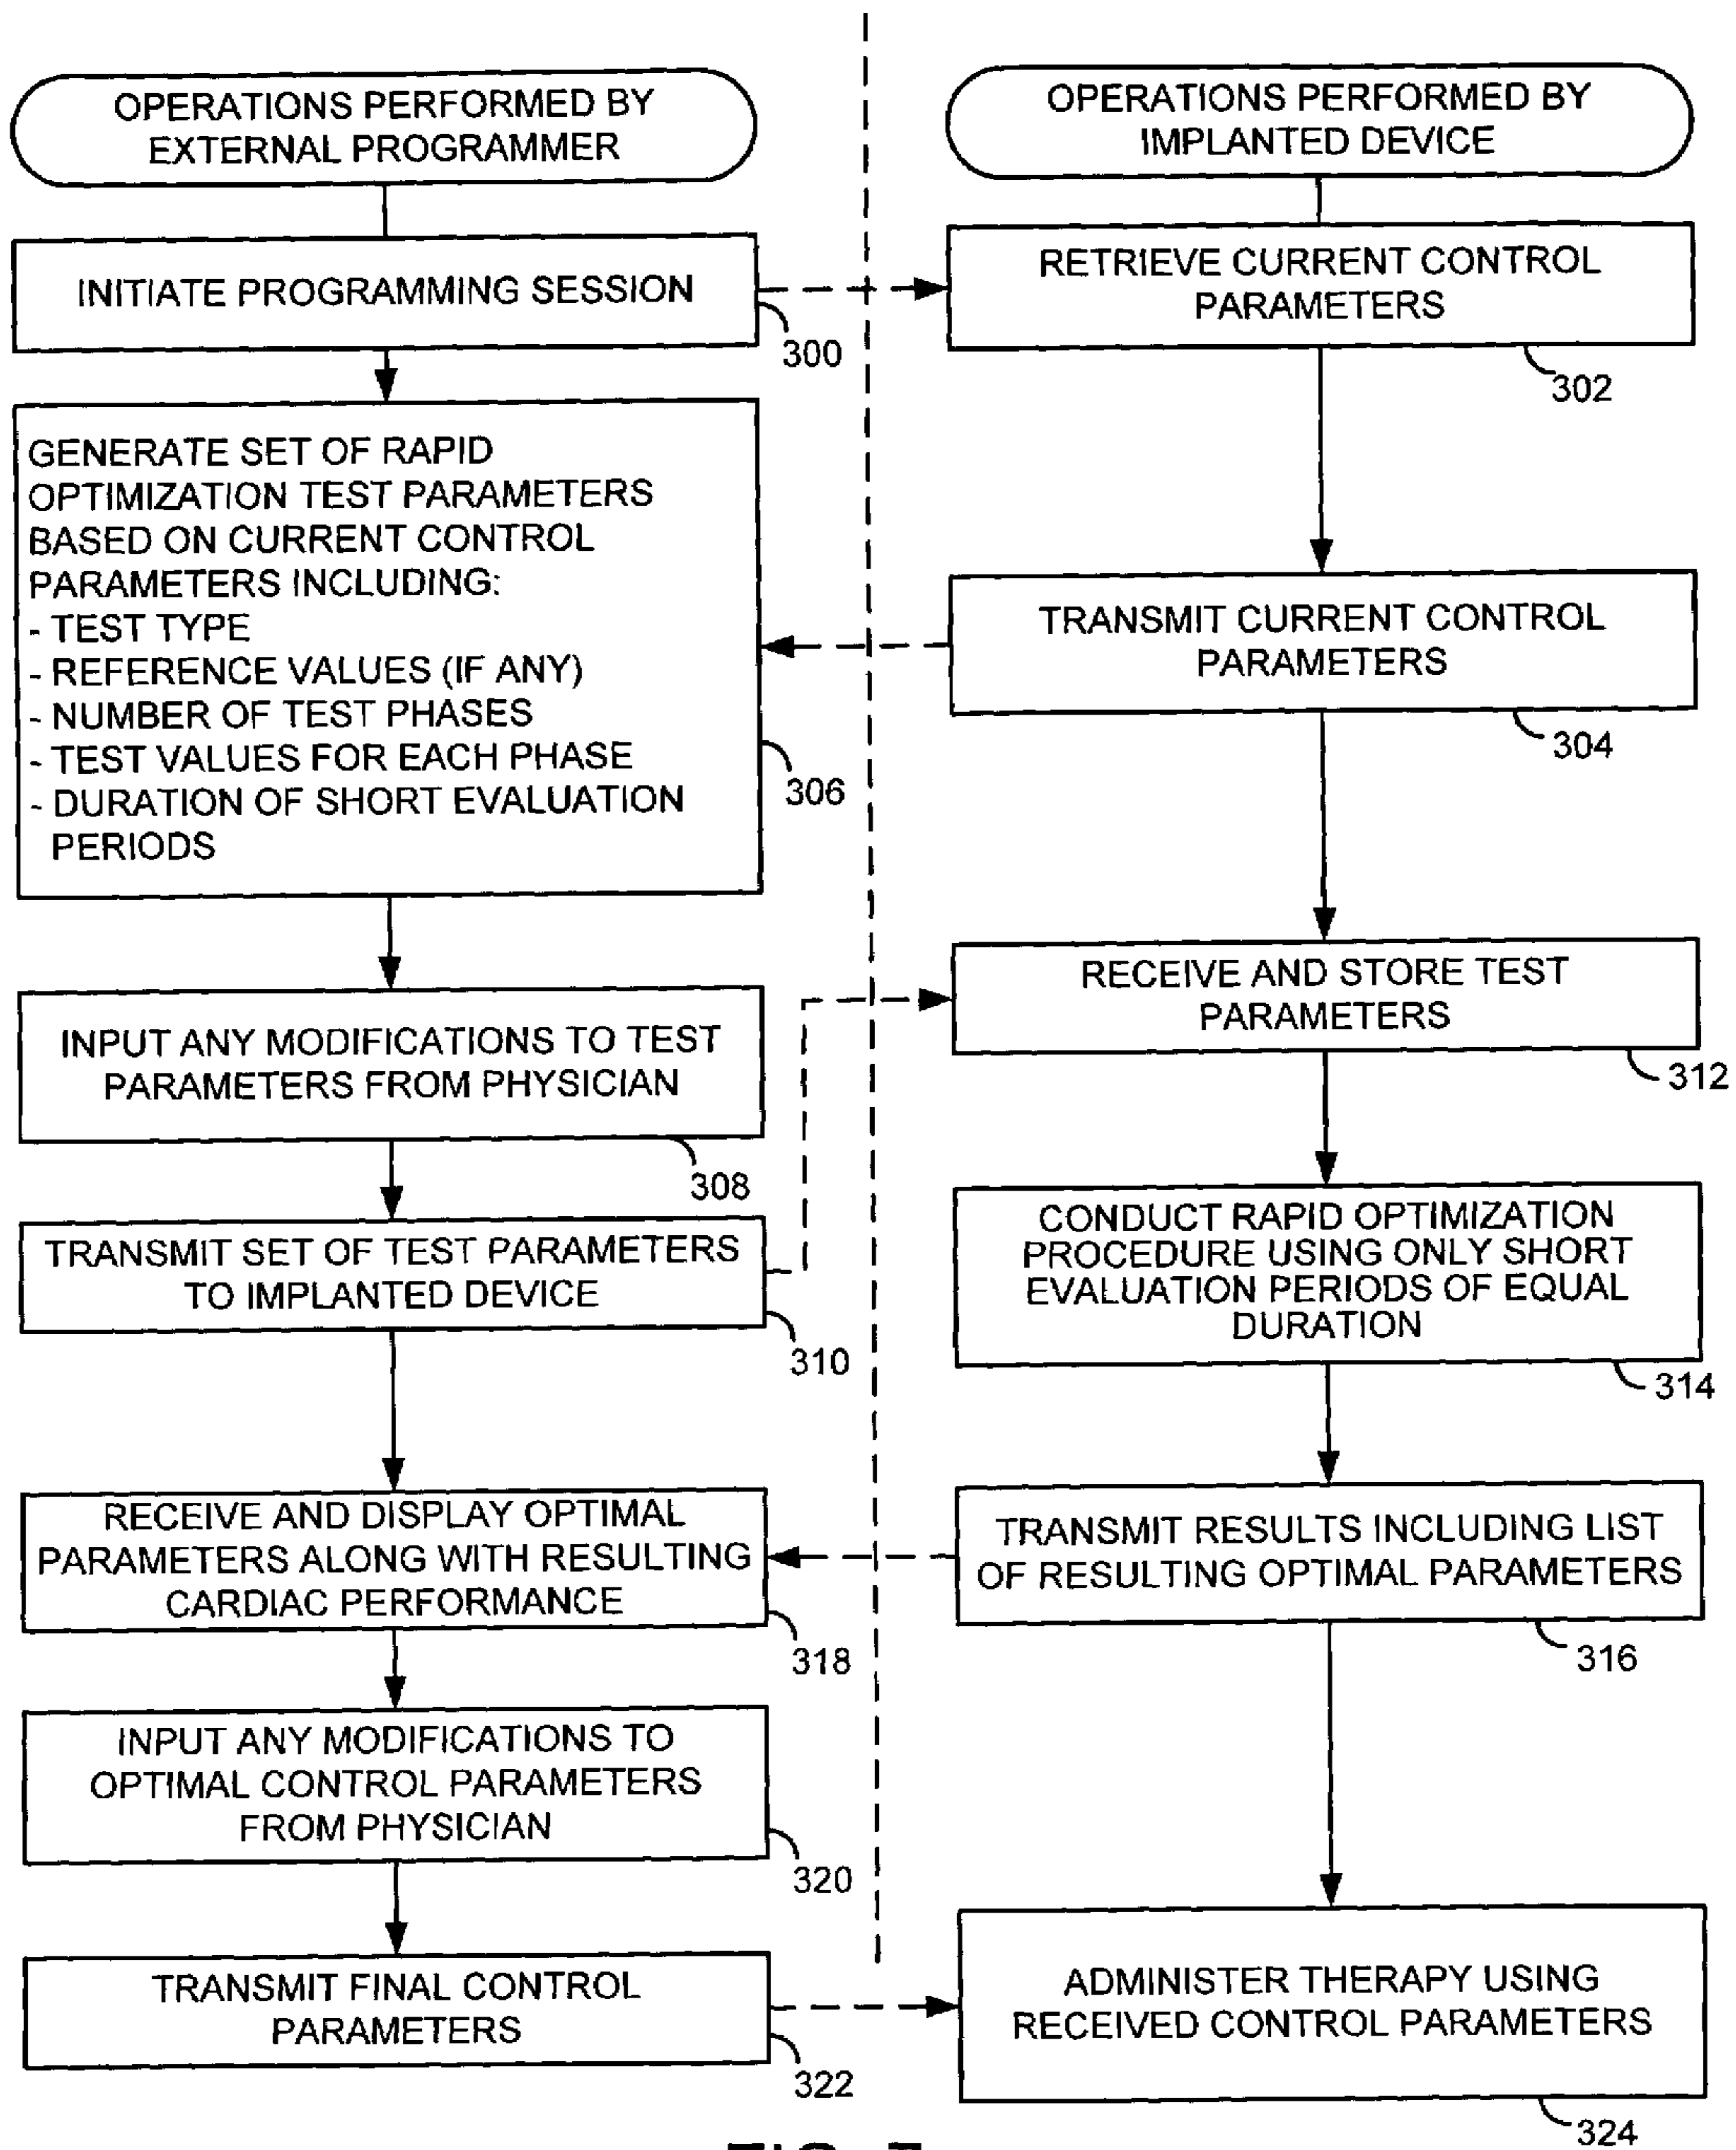 OPERATIONS PERFORMED BY
EXTERNAL PROGRAMMER
INITIATE PROGRAMMING SESSION
300
GENERATE SET OF RAPID
OPTIMIZATION TEST PARAMETERS
BASED ON CURRENT CONTROL
PARAMETERS INCLUDING:
- TEST TYPE
- REFERENCE VALUES (IF ANY)
- NUMBER OF TEST PHASES
- TEST VALUES FOR EACH PHASE
- DURATION OF SHORT EVALUATION
PERIODS
306
INPUT ANY MODIFICATIONS TO TEST
PARAMETERS FROM PHYSICIAN
308
TRANSMIT SET OF TEST PARAMETERS
TO IMPLANTED DEVICE
310
RECEIVE AND DISPLAY OPTIMAL
PARAMETERS ALONG WITH RESULTING
CARDIAC PERFORMANCE
318
INPUT ANY MODIFICATIONS TO
OPTIMAL CONTROL PARAMETERS
FROM PHYSICIAN
320
TRANSMIT FINAL CONTROL
PARAMETERS
322
OPERATIONS PERFORMED BY
IMPLANTED DEVICE
RETRIEVE CURRENT CONTROL
PARAMETERS
302
TRANSMIT CURRENT CONTROL
PARAMETERS
304
RECEIVE AND STORE TEST
PARAMETERS
312
CONDUCT RAPID OPTIMIZATION
PROCEDURE USING ONLY SHORT
EVALUATION PERIODS OF EQUAL
DURATION
314
TRANSMIT RESULTS INCLUDING LIST
OF RESULTING OPTIMAL PARAMETERS
316
ADMINISTER THERAPY USING
RECEIVED CONTROL PARAMETERS
324